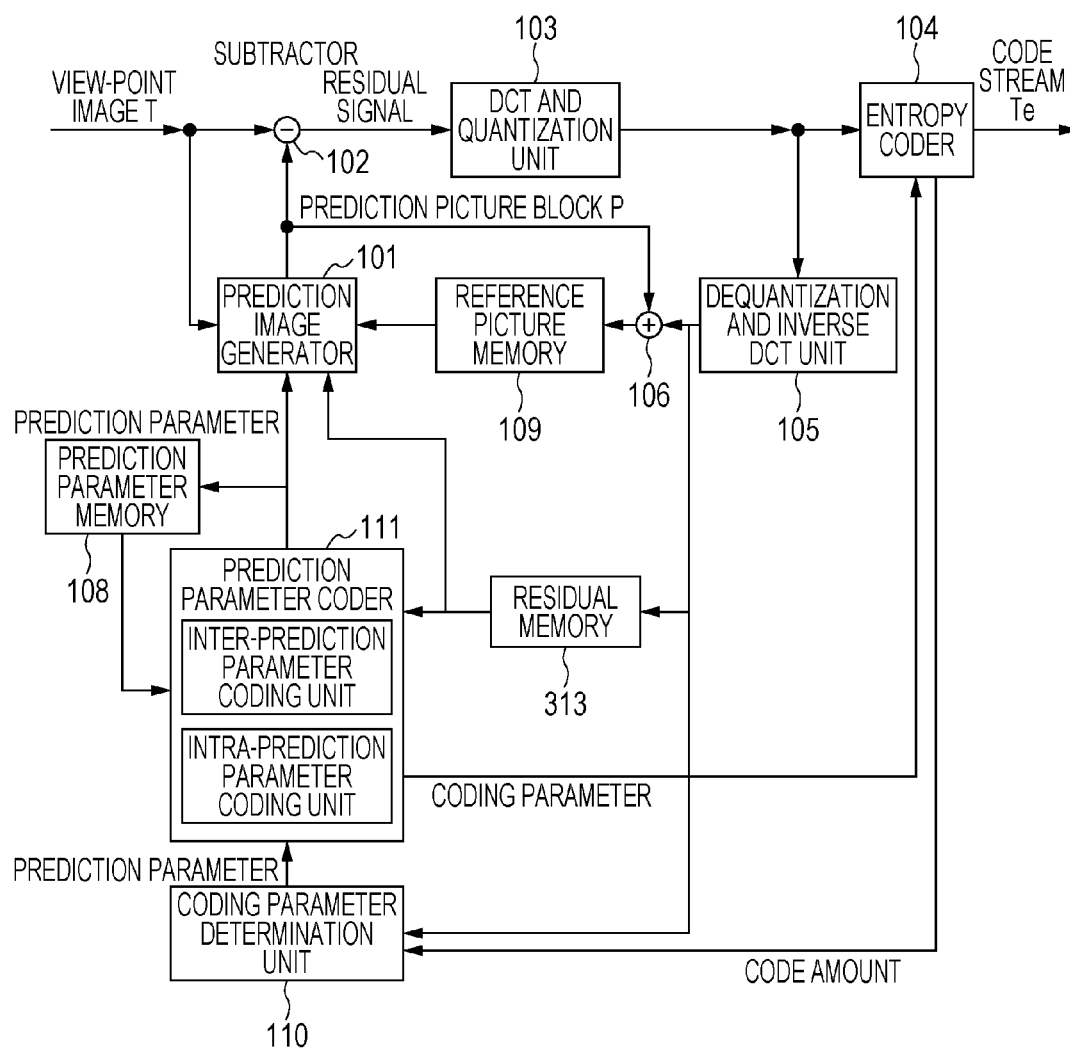 103
104
SUBTRACTOR
CODE
STREAM
Te
VIEW-POINT
IMAGE T
RESIDUAL
SIGNAL
DCT AND
QUANTIZATION
UNIT
ENTROPY
CODER
−
102
PREDICTION PICTURE BLOCK P
101
PREDICTION
IMAGE
GENERATOR
REFERENCE
PICTURE
MEMORY
+
DEQUANTIZATION
AND INVERSE
DCT UNIT
106
109
105
PREDICTION PARAMETER
PREDICTION
PARAMETER
MEMORY
108
111
PREDICTION
PARAMETER CODER
RESIDUAL
MEMORY
313
INTER-PREDICTION
PARAMETER
CODING UNIT
INTRA-PREDICTION
PARAMETER
CODING UNIT
CODING PARAMETER
PREDICTION PARAMETER
CODING PARAMETER
DETERMINATION
UNIT
CODE AMOUNT
110